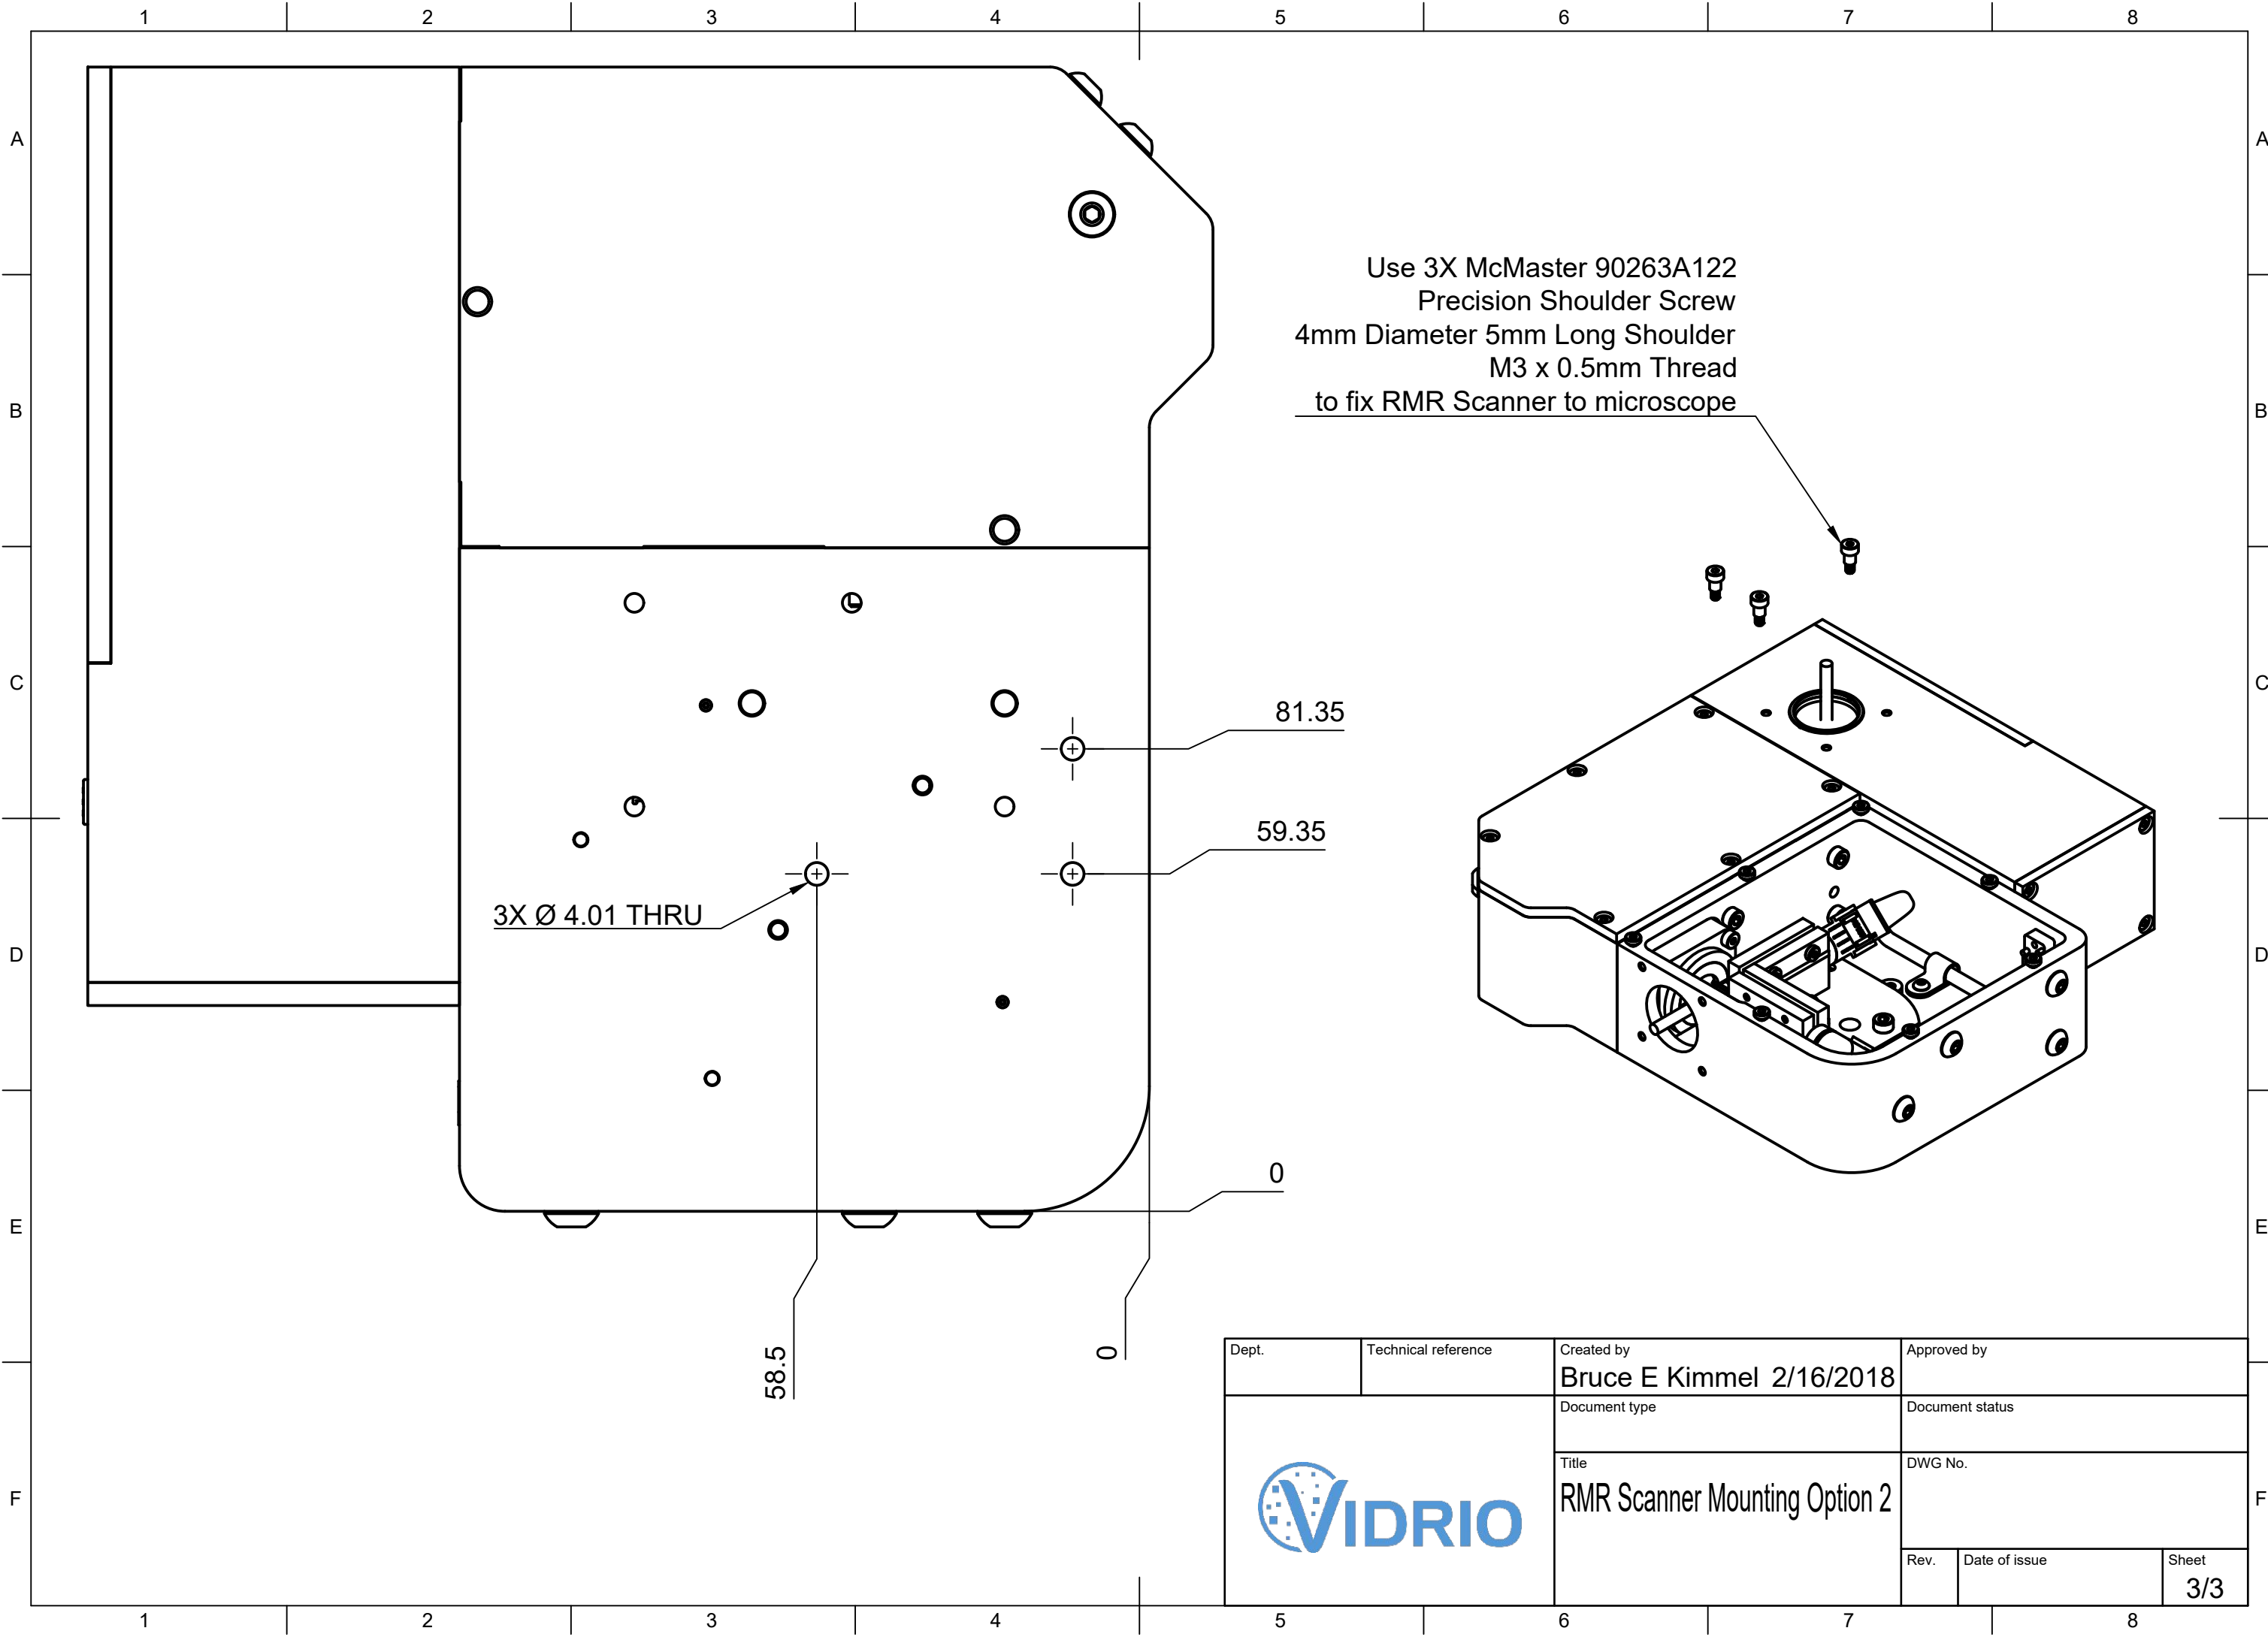 1 2 3 4 5 6 7 8
A A
Use 3X McMaster 90263A122
Precision Shoulder Screw
4mm Diameter 5mm Long Shoulder
M3 x 0.5mm Thread
to fix RMR Scanner to microscope
B B
C C
81.35
59.35
3X Ø 4.01 THRU
D D
0
E E
58.5
0
Dept.
Technical reference
Created by
Bruce E Kimmel 2/16/2018
Approved by
Document type
Document status
VIDRIO
Title
RMR Scanner Mounting Option 2
DWG No.
F F
Rev.
Date of issue
Sheet
3/3
1 2 3 4 5 6 7 8